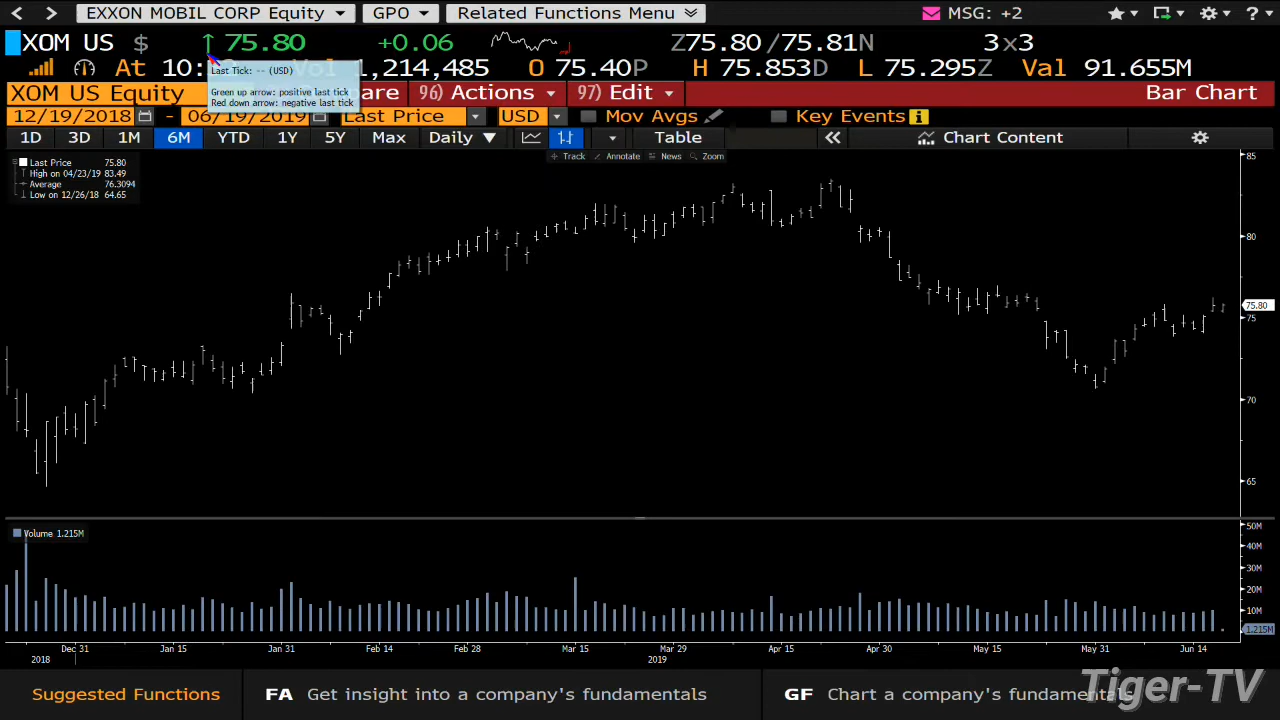 EXXON MOBIL CORP Equity GPO Related Functions Menu MSG: +2 ?
XOM US $ ↑ 75.80 +0.06 Z75.80 / 75.81N 3x3
At 10: 1,214,485 O 75.40P H 75.853D L 75.295Z Val 91.655M
Last Tick: -- (USD)
Green up arrow: positive last tick
Red down arrow: negative last tick
XOM US Equity 96) Actions 97) Edit Bar Chart
12/19/2018 - 06/19/2019 Last Price USD Mov Avgs Key Events
1D 3D 1M 6M YTD 1Y 5Y Max Daily ▼ Table « Chart Content
Track Annotate News Zoom
Last Price 75.80
High on 04/23/19 83.49
Average 76.3094
Low on 12/26/18 64.65
85
80
75.80
75
70
65
Volume 1.215M
50M
40M
30M
20M
10M
1.215M
Dec 31 Jan 15 Jan 31 Feb 14 Feb 28 Mar 15 Mar 29 Apr 15 Apr 30 May 15 May 31 Jun 14
2018 2019
Suggested Functions FA Get insight into a company's fundamentals GF Chart a company's fundamentals
Tiger-TV